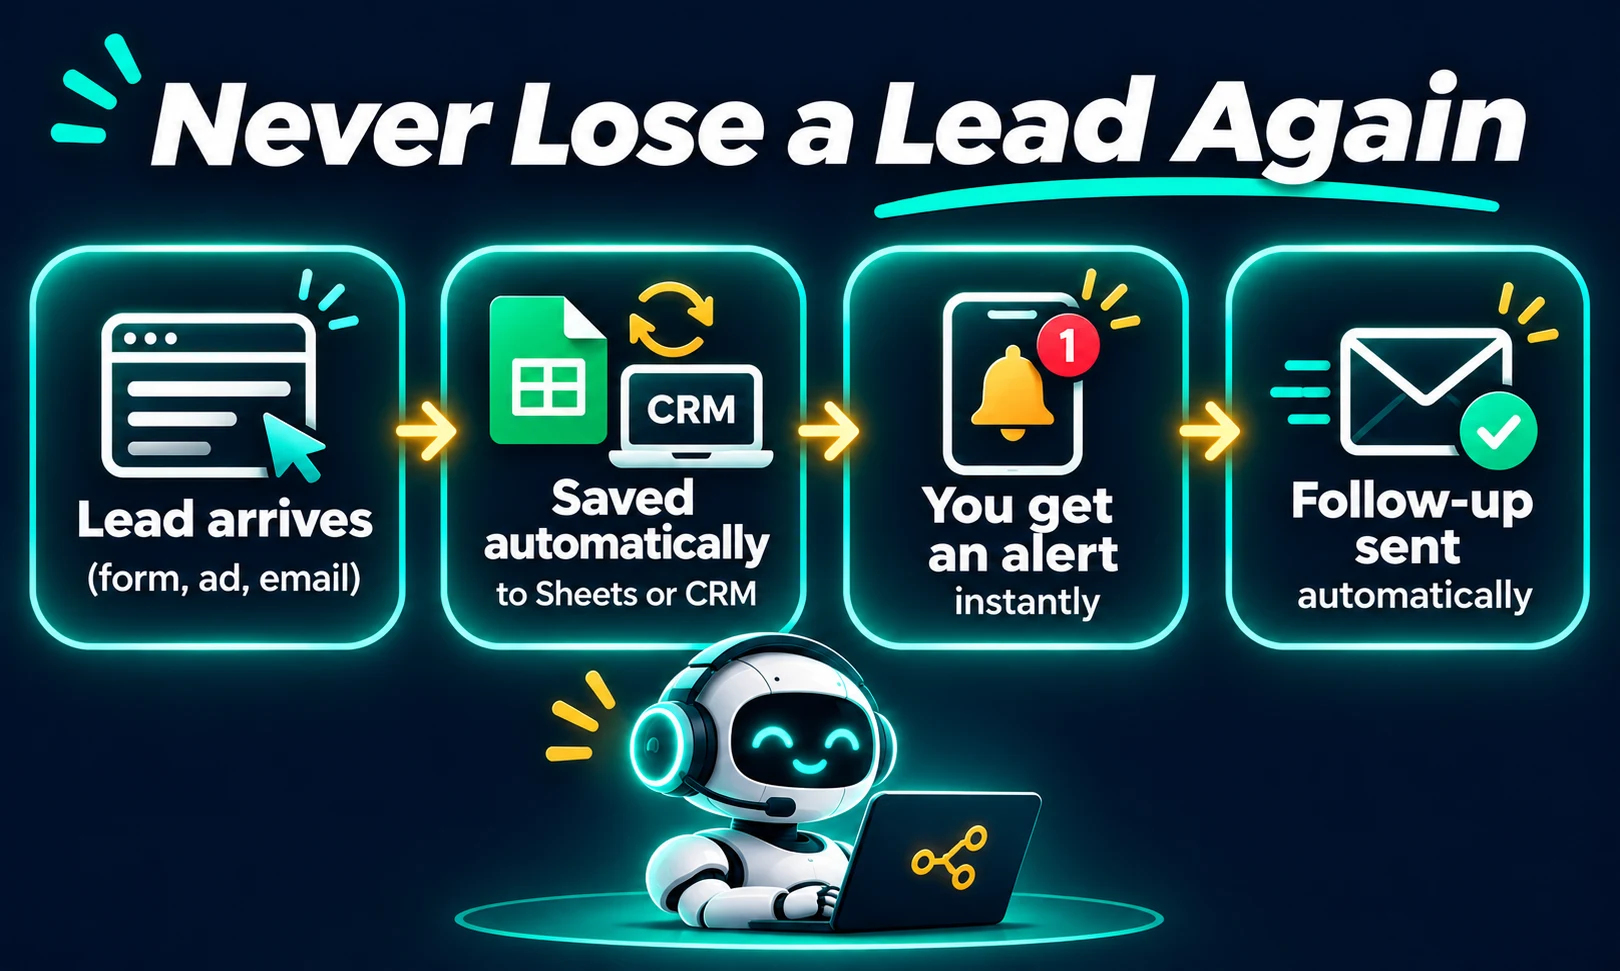 Never Lose a Lead Again
Lead arrives
(form, ad, email)
CRM
Saved
automatically
to Sheets or CRM
1
You get
an alert
instantly
Follow-up
sent
automatically